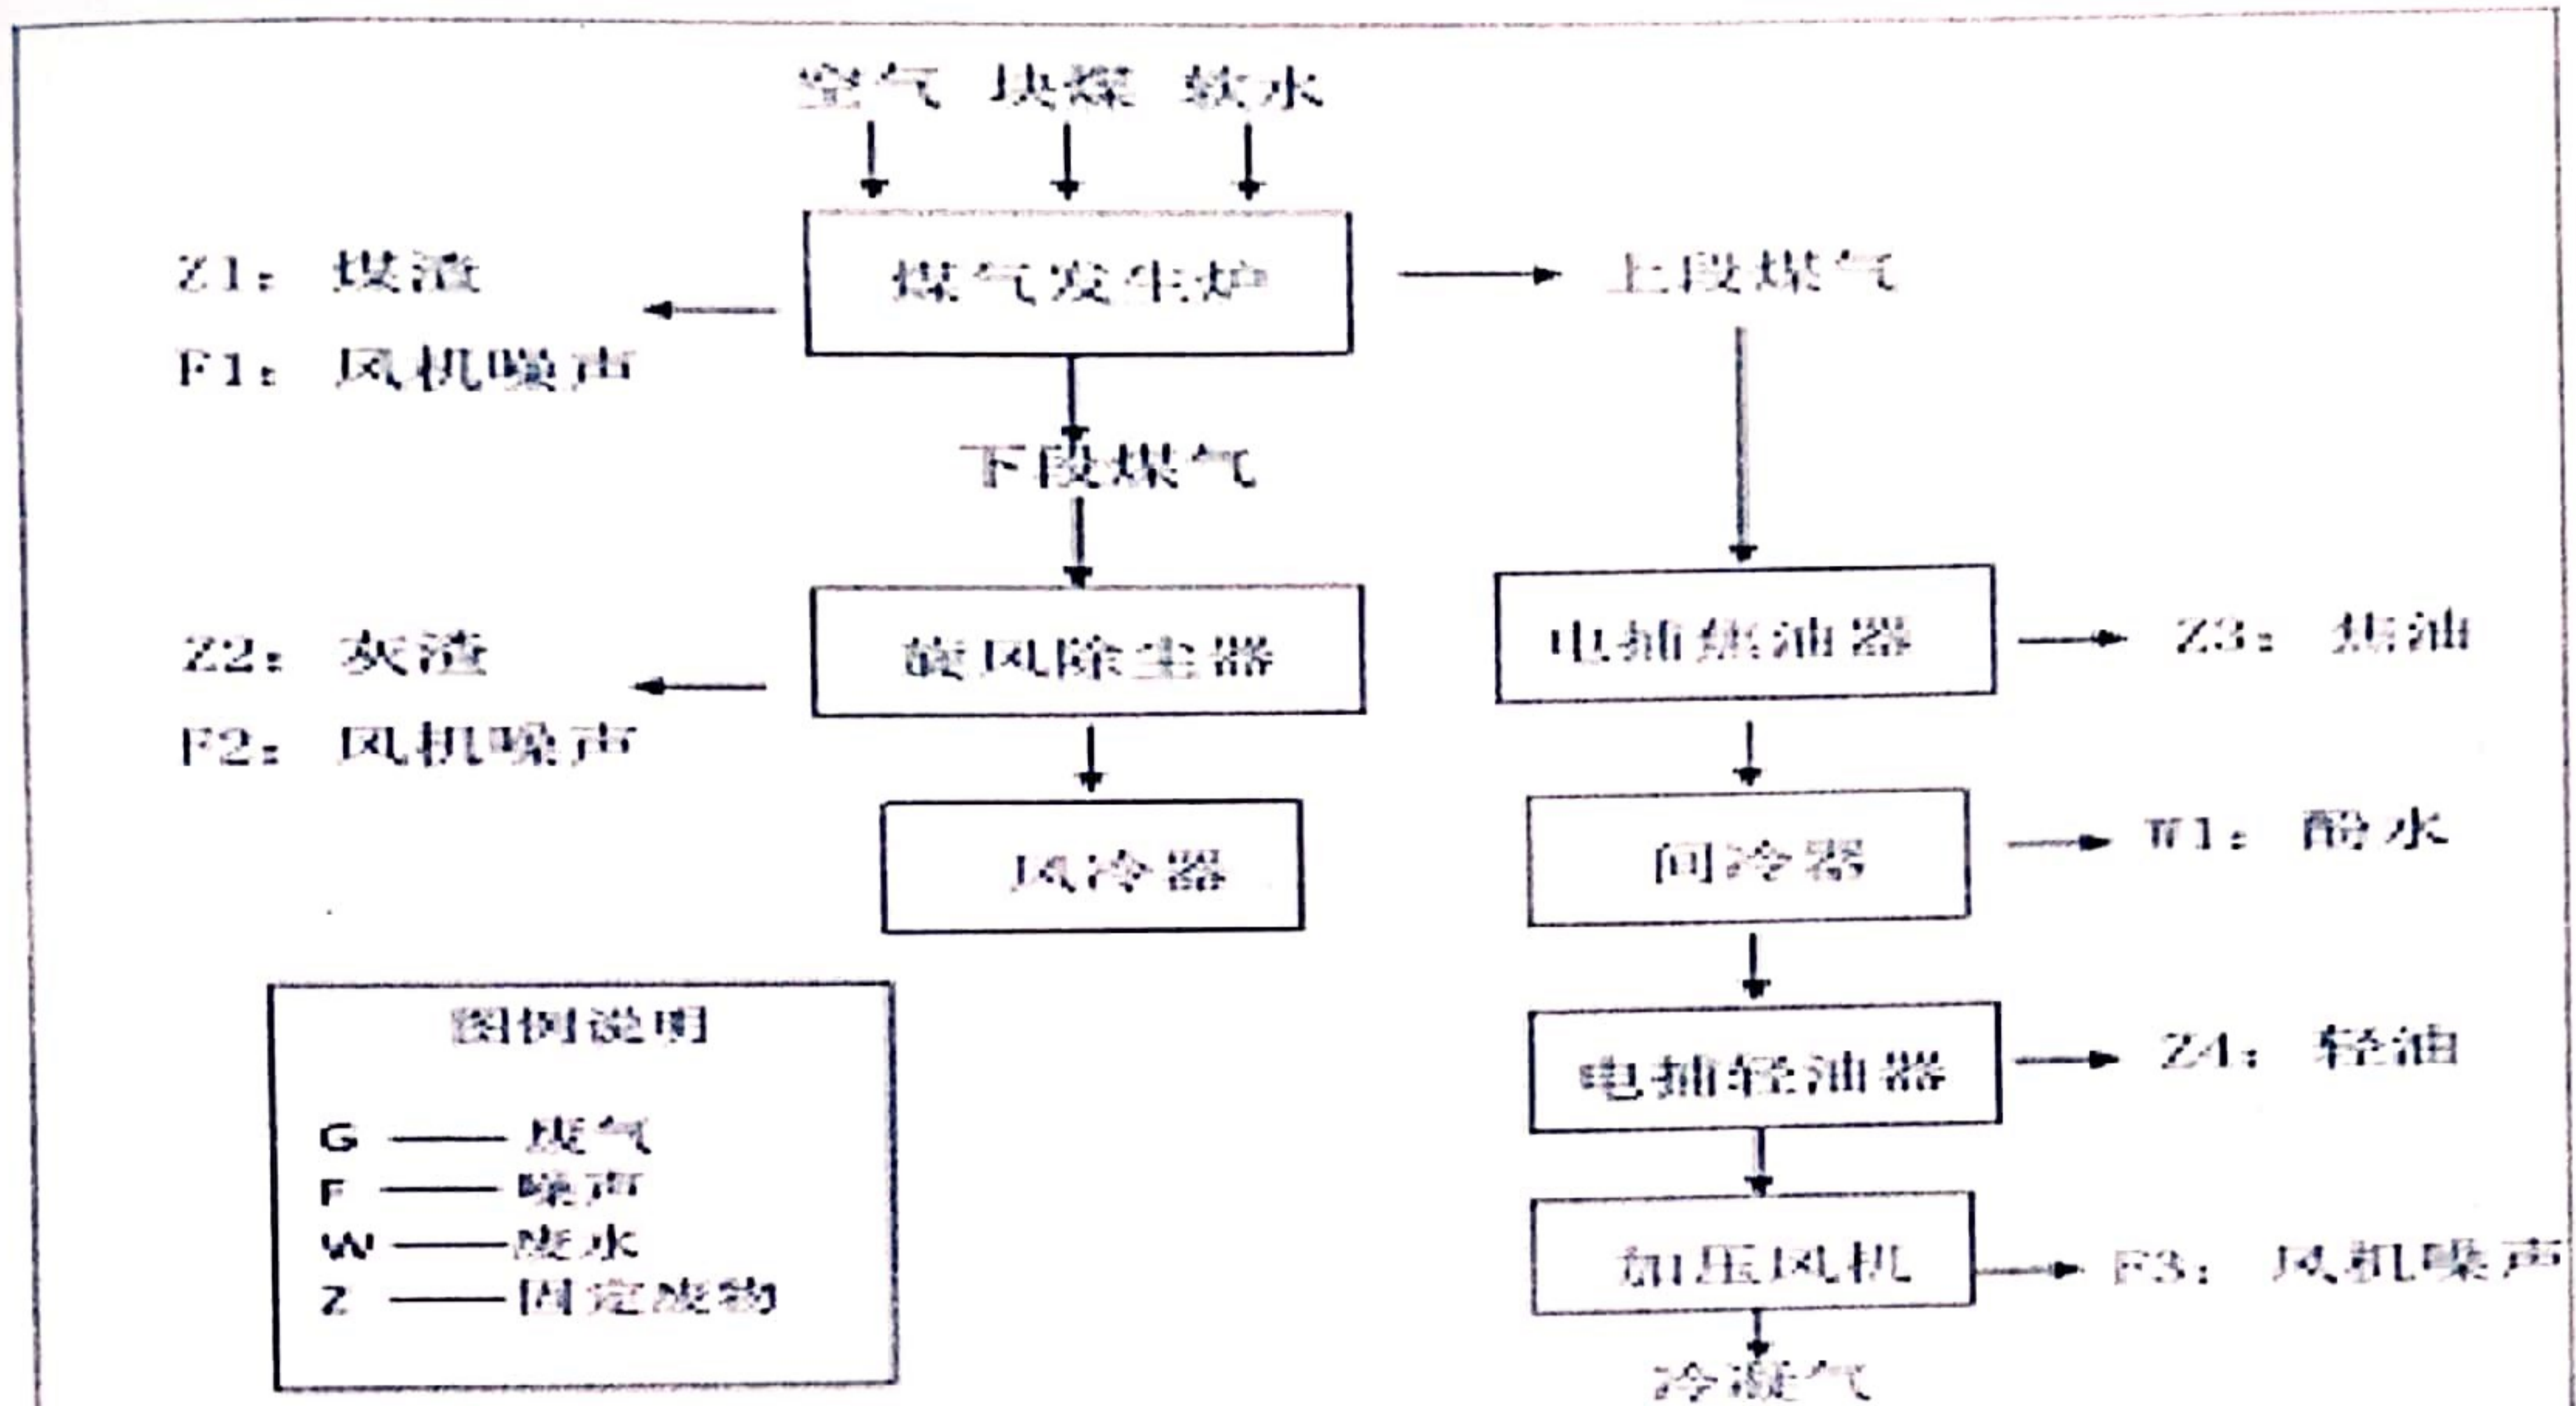 空气 块煤 软水
Z1: 煤渣
煤气发生炉
上段煤气
F1: 风机噪声
下段煤气
Z2: 灰渣
旋风除尘器
电捕焦油器
Z3: 焦油
F2: 风机噪声
风冷器
间冷器
W1: 酚水
图例说明
电捕轻油器
Z4: 轻油
G —— 废气
F —— 噪声
W —— 废水
Z —— 固定废物
加压风机
F3: 风机噪声
冷凝气